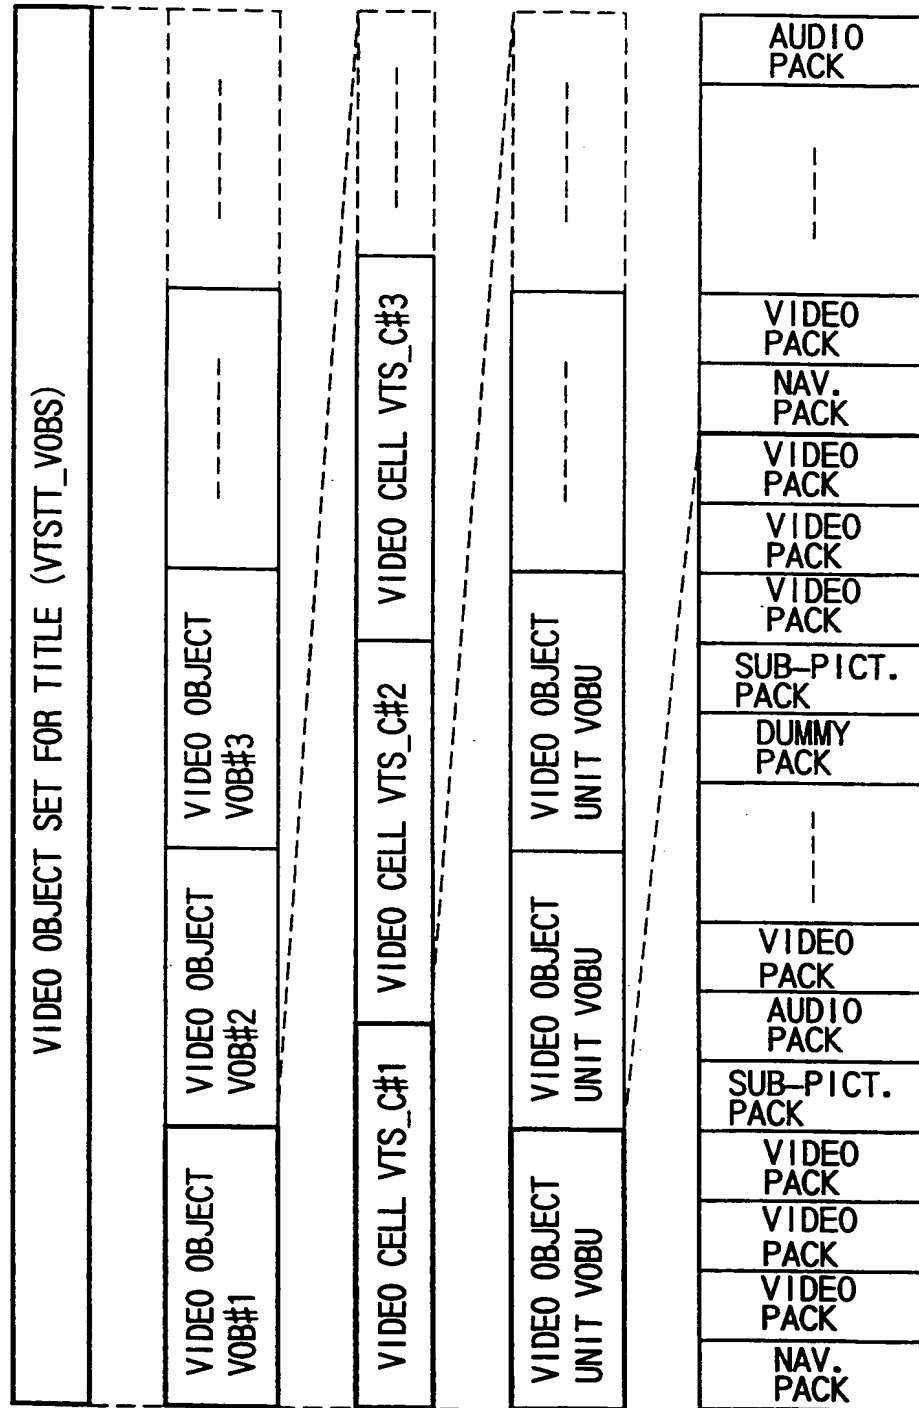 VIDEO OBJECT SET FOR TITLE (VTSTT_VOBS)
VIDEO OBJECT
VOB#1
VIDEO OBJECT
VOB#2
VIDEO OBJECT
VOB#3
VIDEO CELL VTS_C#1
VIDEO CELL VTS_C#2
VIDEO CELL VTS_C#3
VIDEO OBJECT
UNIT VOBU
VIDEO OBJECT
UNIT VOBU
VIDEO OBJECT
UNIT VOBU
AUDIO
PACK
VIDEO
PACK
NAV.
PACK
VIDEO
PACK
VIDEO
PACK
VIDEO
PACK
SUB-PICT.
PACK
DUMMY
PACK
VIDEO
PACK
AUDIO
PACK
SUB-PICT.
PACK
VIDEO
PACK
VIDEO
PACK
VIDEO
PACK
NAV.
PACK